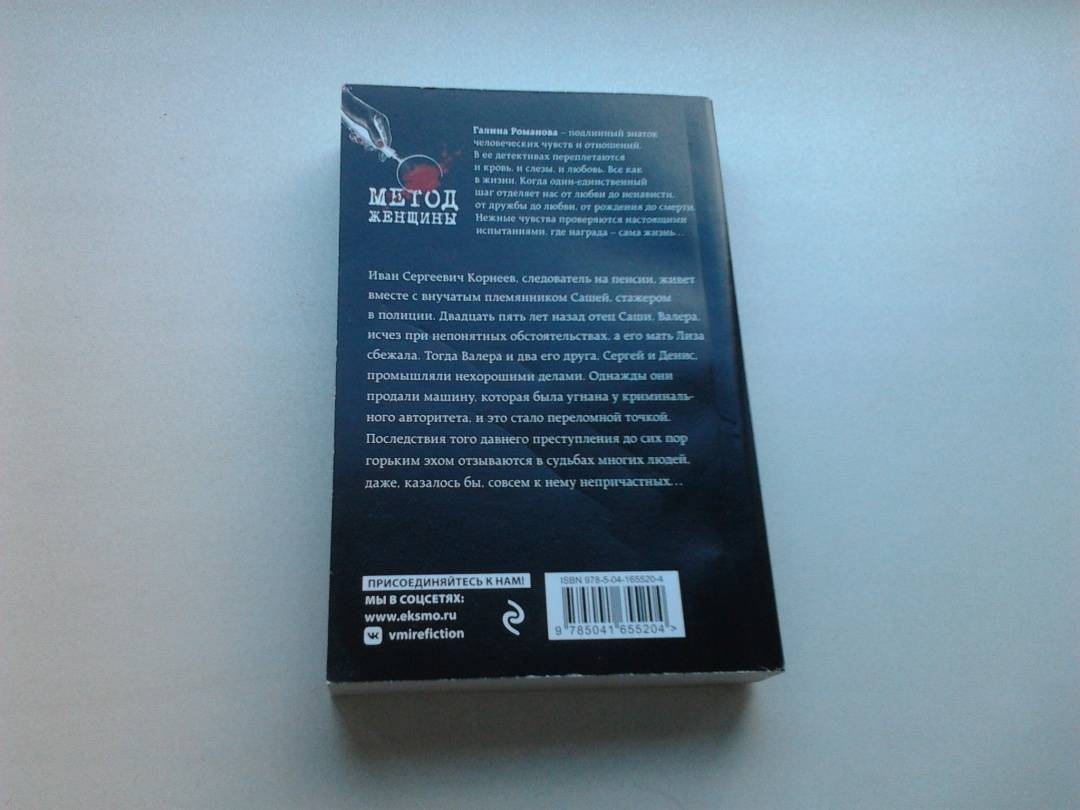 МЕТОД
ЖЕНЩИНЫ
Галина Романова – подлинный знаток
человеческих чувств и отношений.
В ее детективах переплетаются
и кровь, и слезы, и любовь. Все как
в жизни. Когда один-единственный
шаг отделяет нас от любви до ненависти,
от дружбы до любви, от рождения до смерти.
Нежные чувства проверяются настоящими
испытаниями, где награда – сама жизнь...
Иван Сергеевич Корнеев, следователь на пенсии, живет
вместе с внучатым племянником Сашей, стажером
в полиции. Двадцать пять лет назад отец Саши, Валера,
исчез при непонятных обстоятельствах, а его мать Лиза
сбежала. Тогда Валера и два его друга, Сергей и Денис,
промышляли нехорошими делами. Однажды они
продали машину, которая была угнана у криминаль-
ного авторитета, и это стало переломной точкой.
Последствия того давнего преступления до сих пор
горьким эхом отзываются в судьбах многих людей,
даже, казалось бы, совсем к нему непричастных...
ПРИСОЕДИНЯЙТЕСЬ К НАМ!
МЫ В СОЦСЕТЯХ:
www.eksmo.ru
vmirefiction
ISBN 978-5-04-165520-4
9 785041 655204 >